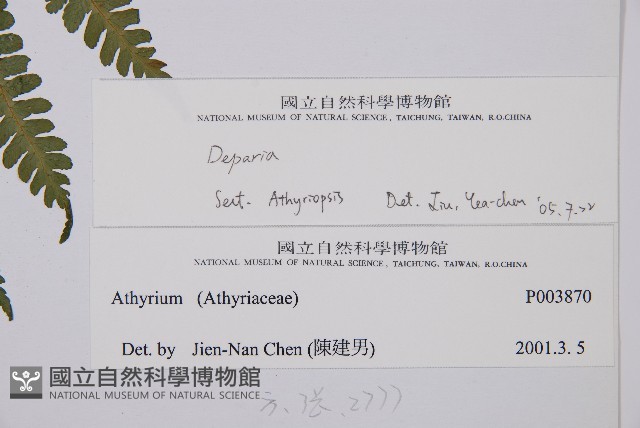 國立自然科學博物館
NATIONAL MUSEUM OF NATURAL SCIENCE, TAICHUNG, TAIWAN, R.O.CHINA
Deparia
Sect. Athyriopsis Det. Liu, Yea-chen '05.7.22
國立自然科學博物館
NATIONAL MUSEUM OF NATURAL SCIENCE, TAICHUNG, TAIWAN, R.O.CHINA
Athyrium (Athyriaceae) P003870
Det. by Jien-Nan Chen (陳建男) 2001.3. 5
國立自然科學博物館
NATIONAL MUSEUM OF NATURAL SCIENCE